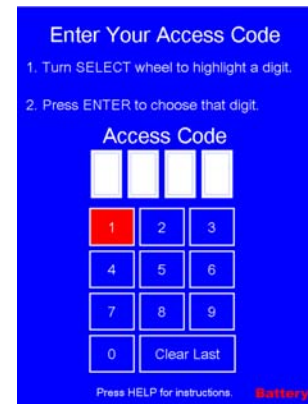 Enter Your Access Code
1. Turn SELECT wheel to highlight a digit.
2. Press ENTER to choose that digit.
Access Code
1 2 3
4 5 6
7 8 9
0 Clear Last
Press HELP for instructions. Battery